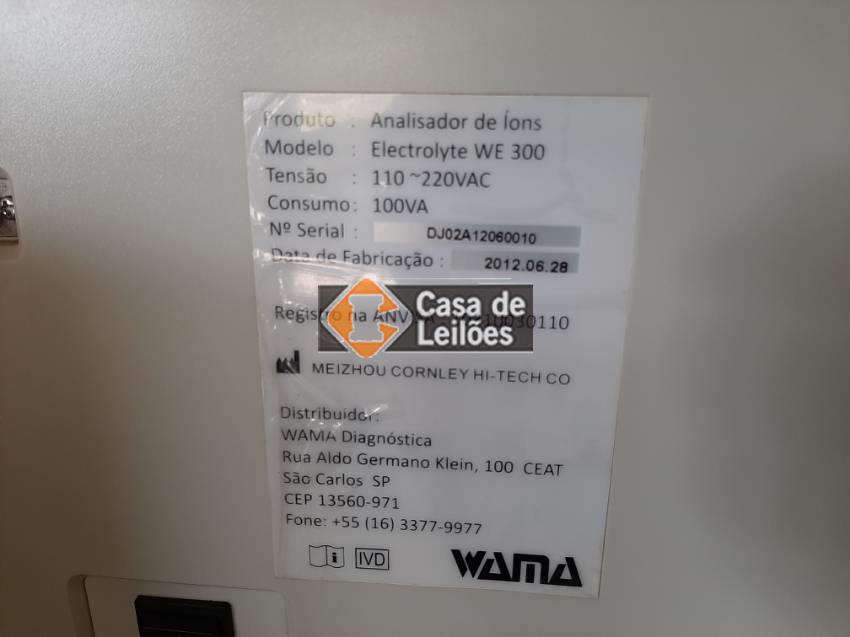 Produto : Analisador de Íons
Modelo : Electrolyte WE 300
Tensão : 110 ~220VAC
Consumo: 100VA
Nº Serial : DJ02A12060010
Data de Fabricação : 2012.06.28
Casa de
Leilões
Registro na
MEIZHOU CORNLEY HI-TECH CO
Distribuidor:
WAMA Diagnóstica
Rua Aldo Germano Klein, 100 CEAT
São Carlos SP
CEP 13560-971
Fone: +55 (16) 3377-9977
i IVD
WAMA